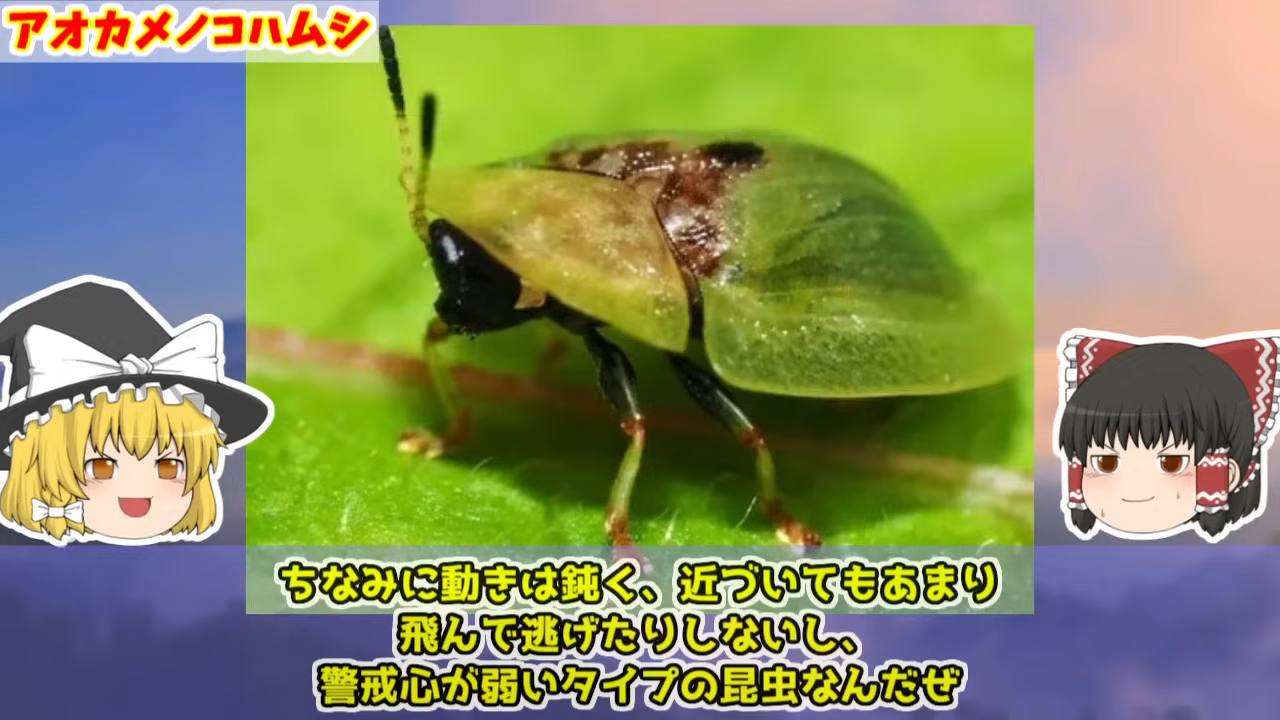 アオカメノコハムシ
ちなみに動きは鈍く、近づいてもあまり
飛んで逃げたりしないし、
警戒心が弱いタイプの昆虫なんだぜ